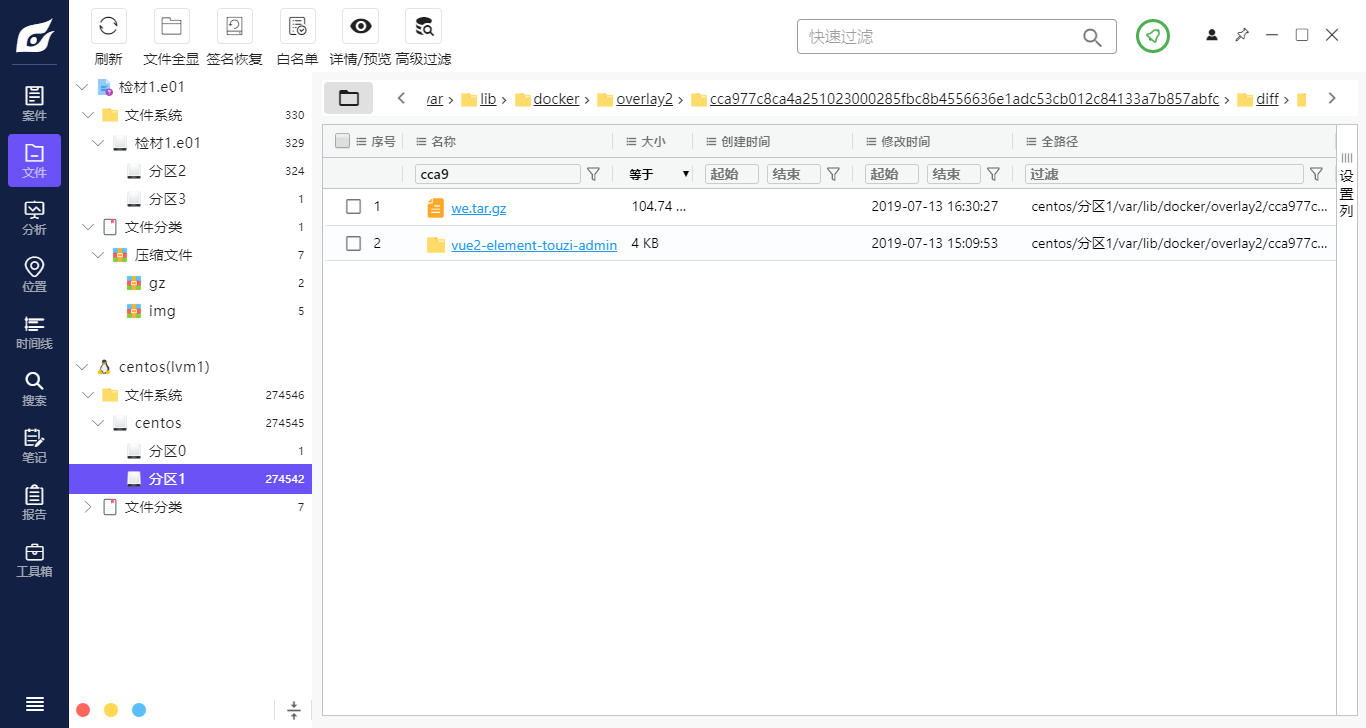 刷新 文件全显 签名恢复 白名单 详情/预览 高级过滤
快速过滤
案件
文件
分析
位置
时间线
搜索
笔记
报告
工具箱
检材1.e01
文件系统 330
检材1.e01 329
分区2 324
分区3 1
文件分类 1
压缩文件 7
gz 2
img 5
centos(lvm1)
文件系统 274546
centos 274545
分区0 1
分区1 274542
文件分类 7
var > lib > docker > overlay2 > cca977c8ca4a251023000285fbc8b4556636e1adc53cb012c84133a7b857abfc > diff >
序号 名称 大小 创建时间 修改时间 全路径
cca9 等于 起始 结束 起始 结束 过滤
1 we.tar.gz 104.74 ... 2019-07-13 16:30:27 centos/分区1/var/lib/docker/overlay2/cca977c...
2 vue2-element-touzi-admin 4 KB 2019-07-13 15:09:53 centos/分区1/var/lib/docker/overlay2/cca977c...
设置列